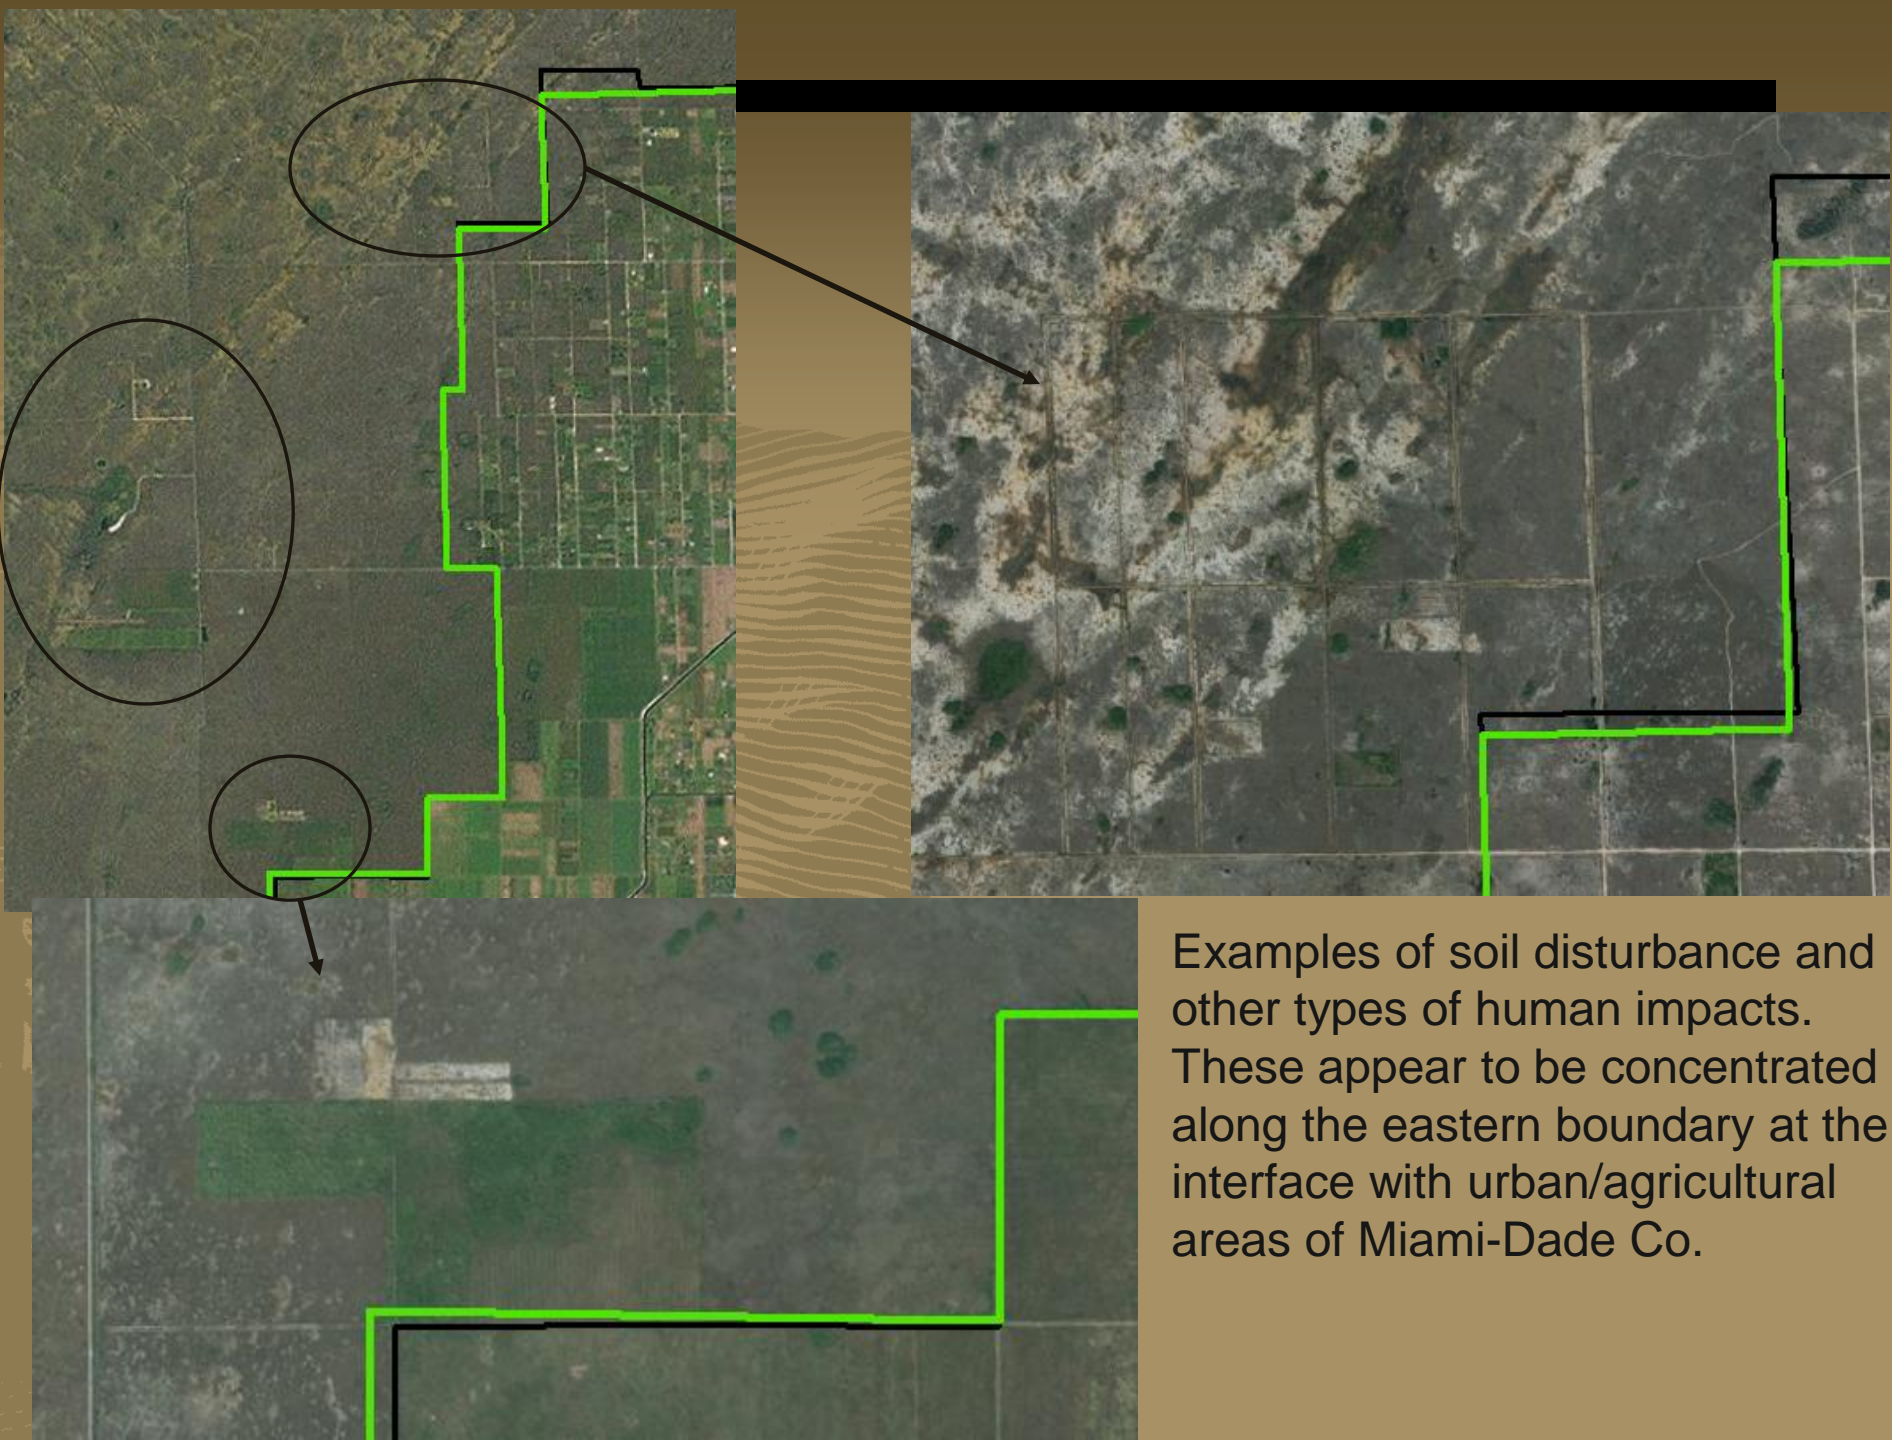 Examples of soil disturbance and
other types of human impacts.
These appear to be concentrated
along the eastern boundary at the
interface with urban/agricultural
areas of Miami-Dade Co.